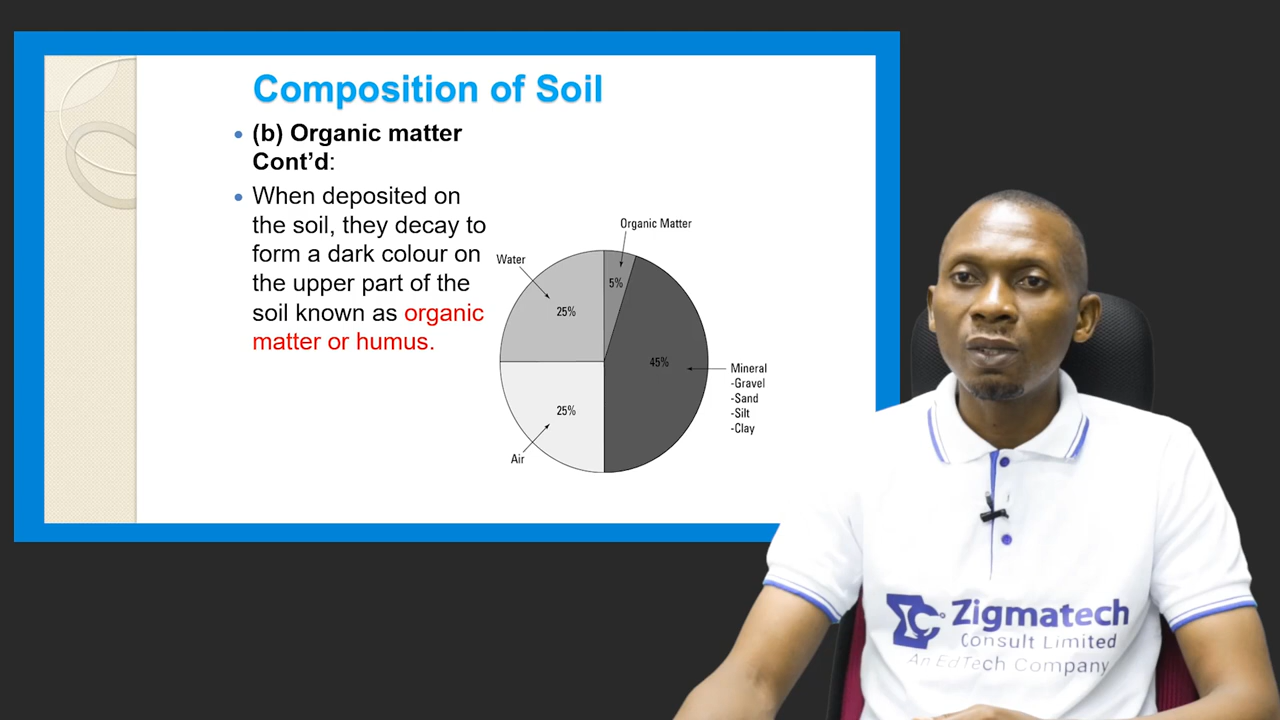 Composition of Soil
• (b) Organic matter
Cont’d:
• When deposited on
the soil, they decay to
form a dark colour on
the upper part of the
soil known as organic
matter or humus.
Organic Matter
Water
5%
25%
45%
Mineral
-Gravel
-Sand
-Silt
-Clay
25%
Air
Zigmatech
Consult Limited
An EdTech Company